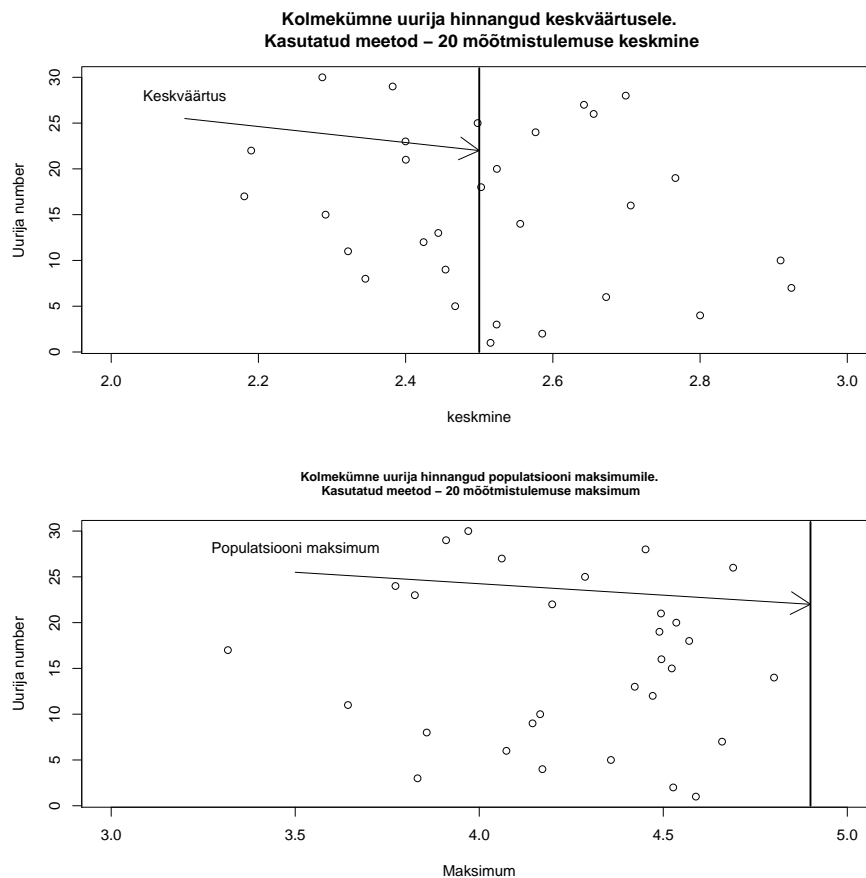 Kolmekümne uurija hinnangud keskväärtusele.
Kasutatud meetod – 20 mõõtmistulemuse keskmine
Keskväärtus
Uurija number
30
25
20
15
10
5
0
2.0 2.2 2.4 2.6 2.8 3.0
keskmine
Kolmekümne uurija hinnangud populatsiooni maksimumile.
Kasutatud meetod – 20 mõõtmistulemuse maksimum
Populatsiooni maksimum
Uurija number
30
25
20
15
10
5
0
3.0 3.5 4.0 4.5 5.0
Maksimum